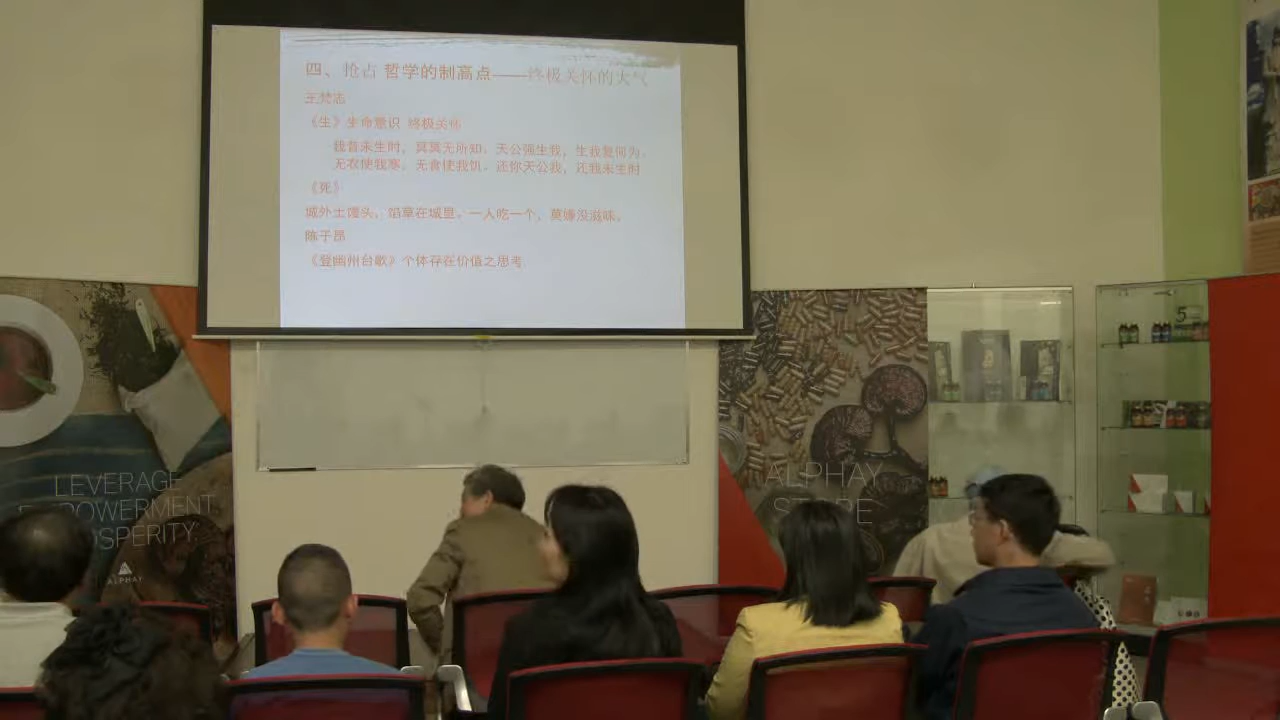 四、抢占 哲学的制高点——终极关怀的大气
王梵志
《生》生命意识 终极关怀
我昔未生时，冥冥无所知。天公强生我，生我复何为。
无衣使我寒，无食使我饥。还你天公我，还我未生时
《死》
城外土馒头，馅草在城里。一人吃一个，莫嫌没滋味。
陈子昂
《登幽州台歌》个体存在价值之思考
LEVERAGE
ALPHAY
ALPHAY
5